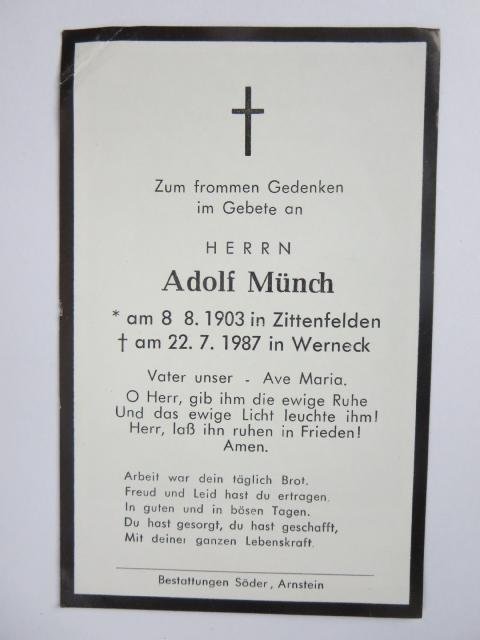 Zum frommen Gedenken
im Gebete an
HERRN
Adolf Münch
* am 8 8. 1903 in Zittenfelden
† am 22. 7. 1987 in Werneck
Vater unser - Ave Maria.
O Herr, gib ihm die ewige Ruhe
Und das ewige Licht leuchte ihm!
Herr, laß ihn ruhen in Frieden!
Amen.
Arbeit war dein täglich Brot.
Freud und Leid hast du ertragen.
In guten und in bösen Tagen.
Du hast gesorgt, du hast geschafft,
Mit deiner ganzen Lebenskraft.
Bestattungen Söder, Arnstein